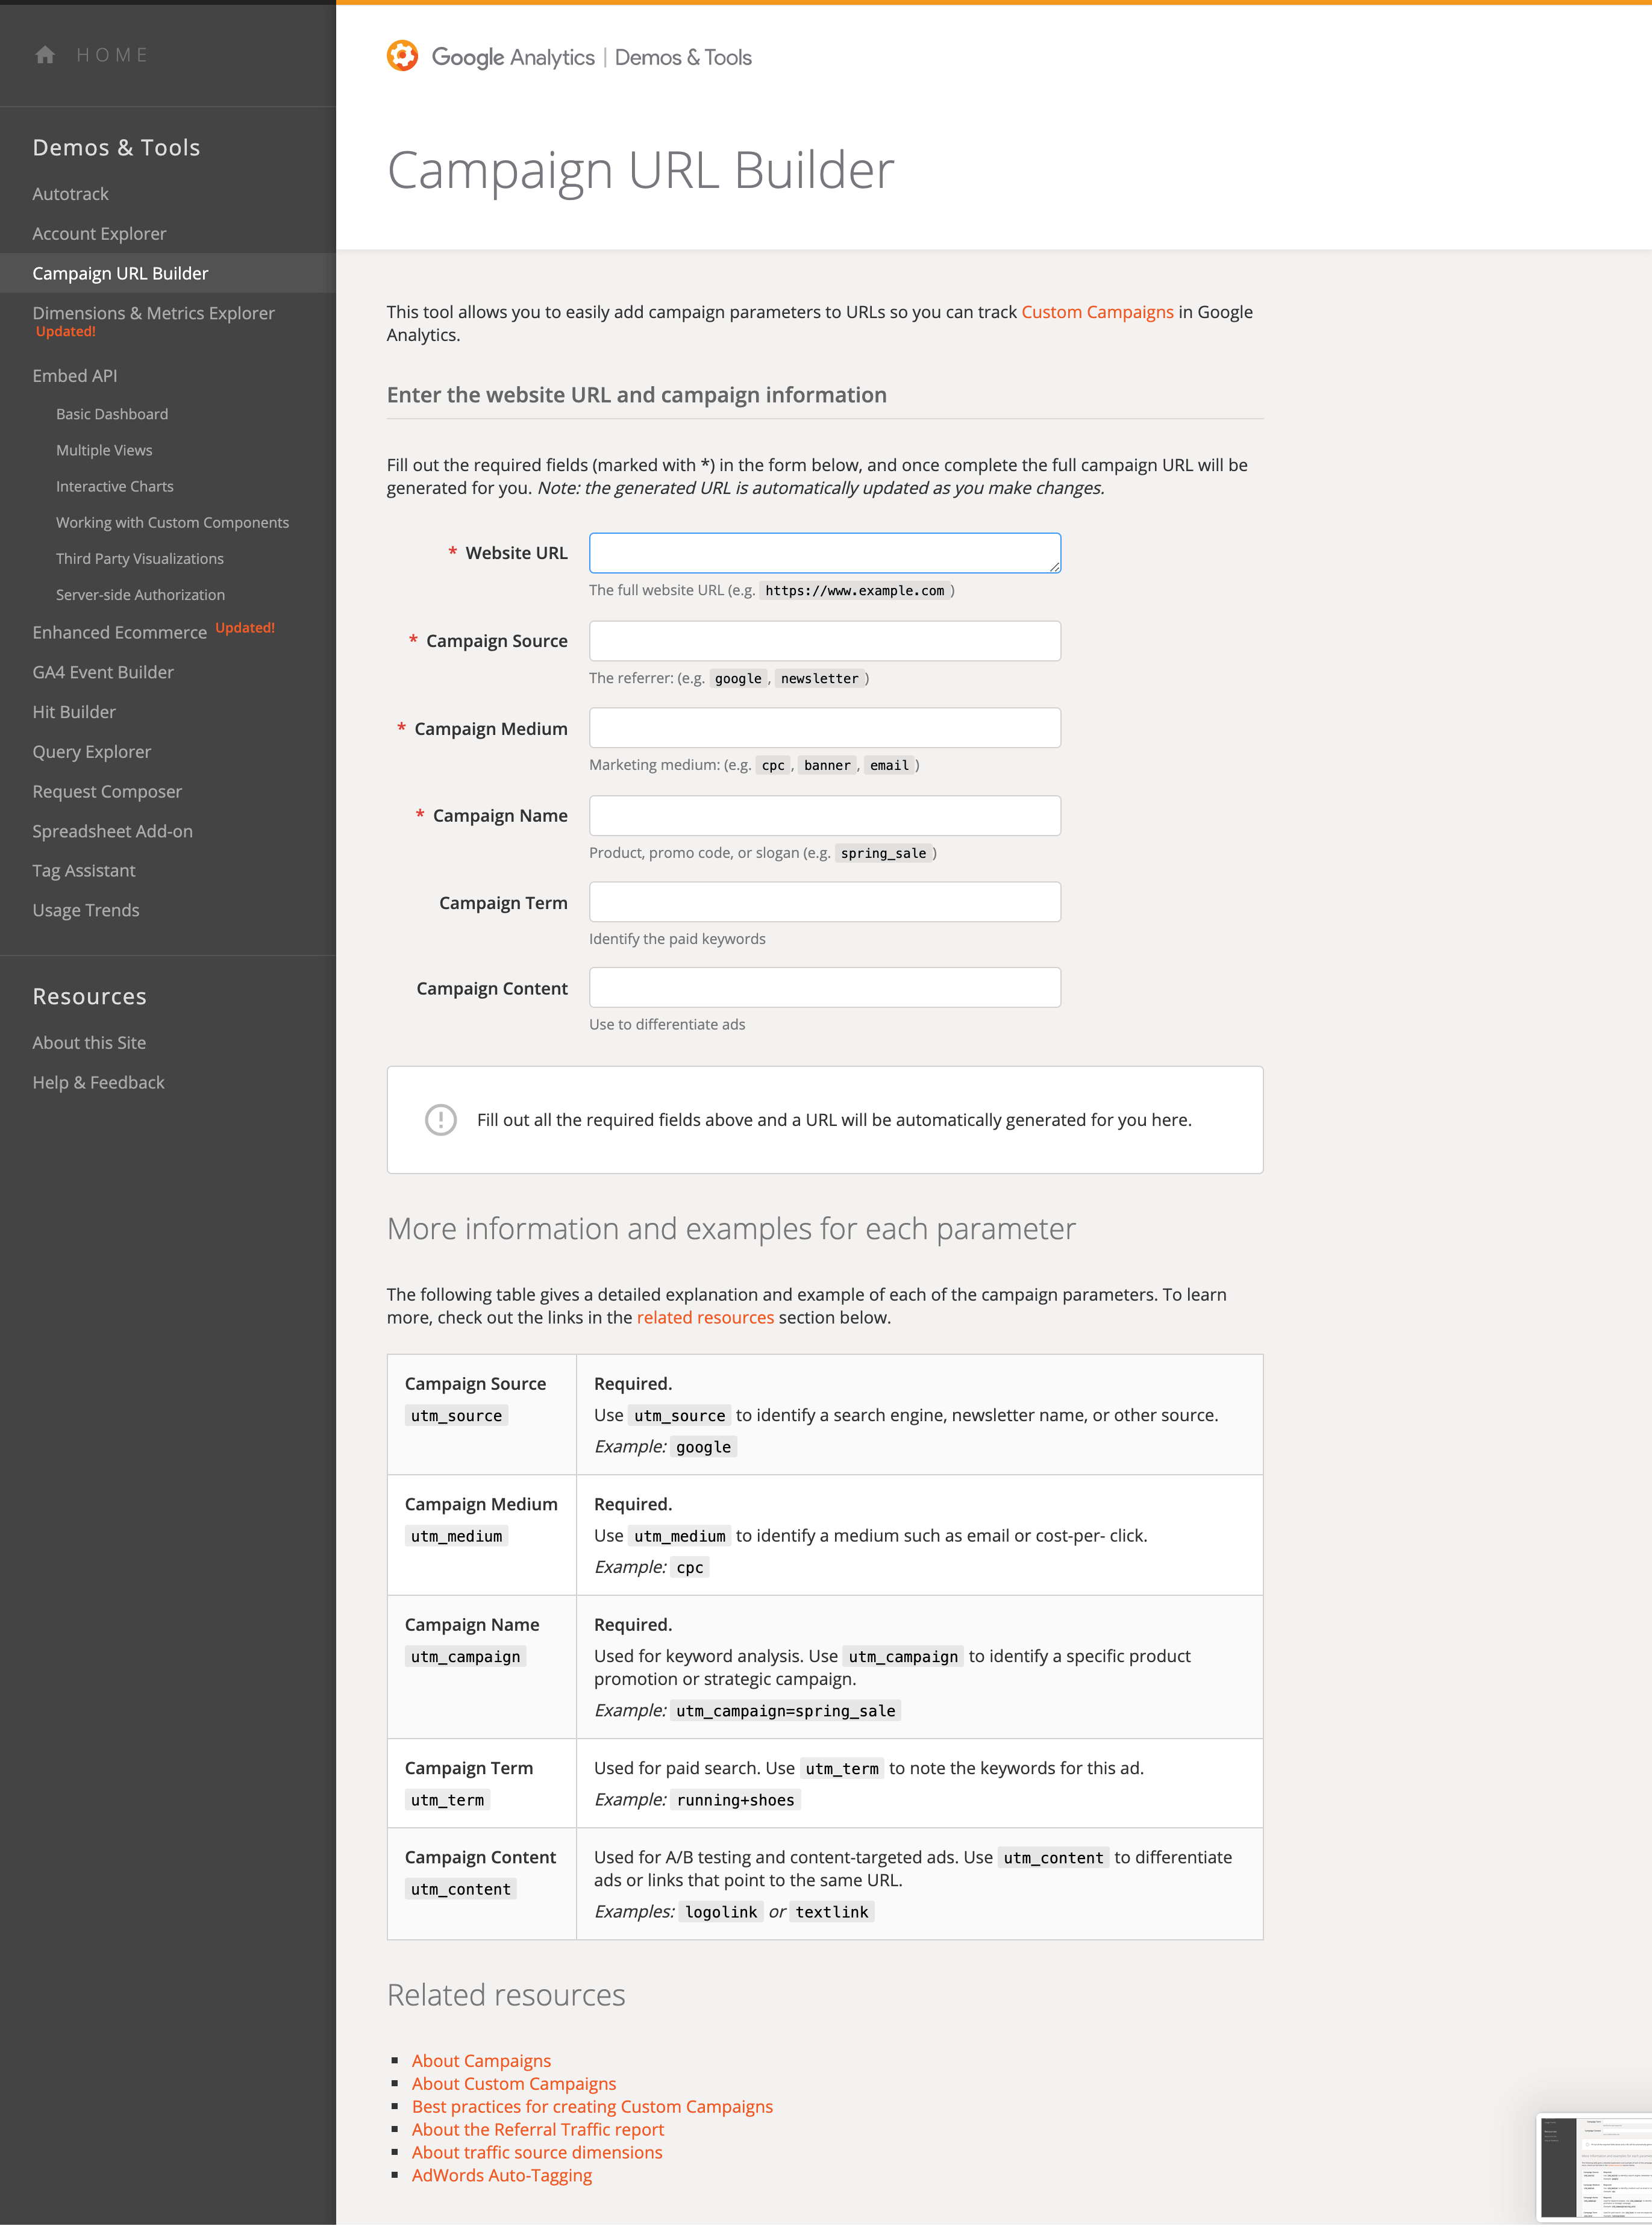 HOME
Demos & Tools
Autotrack
Account Explorer
Campaign URL Builder
Dimensions & Metrics Explorer
Updated!
Embed API
Basic Dashboard
Multiple Views
Interactive Charts
Working with Custom Components
Third Party Visualizations
Server-side Authorization
Enhanced Ecommerce Updated!
GA4 Event Builder
Hit Builder
Query Explorer
Request Composer
Spreadsheet Add-on
Tag Assistant
Usage Trends
Resources
About this Site
Help & Feedback
Google Analytics | Demos & Tools
Campaign URL Builder
This tool allows you to easily add campaign parameters to URLs so you can track Custom Campaigns in Google
Analytics.
Enter the website URL and campaign information
Fill out the required fields (marked with *) in the form below, and once complete the full campaign URL will be
generated for you. Note: the generated URL is automatically updated as you make changes.
* Website URL
The full website URL (e.g. https://www.example.com )
* Campaign Source
The referrer: (e.g. google , newsletter )
* Campaign Medium
Marketing medium: (e.g. cpc , banner , email )
* Campaign Name
Product, promo code, or slogan (e.g. spring_sale )
Campaign Term
Identify the paid keywords
Campaign Content
Use to differentiate ads
Fill out all the required fields above and a URL will be automatically generated for you here.
More information and examples for each parameter
The following table gives a detailed explanation and example of each of the campaign parameters. To learn
more, check out the links in the related resources section below.
Campaign Source
utm_source
Required.
Use utm_source to identify a search engine, newsletter name, or other source.
Example: google
Campaign Medium
utm_medium
Required.
Use utm_medium to identify a medium such as email or cost-per- click.
Example: cpc
Campaign Name
utm_campaign
Required.
Used for keyword analysis. Use utm_campaign to identify a specific product
promotion or strategic campaign.
Example: utm_campaign=spring_sale
Campaign Term
utm_term
Used for paid search. Use utm_term to note the keywords for this ad.
Example: running+shoes
Campaign Content
utm_content
Used for A/B testing and content-targeted ads. Use utm_content to differentiate
ads or links that point to the same URL.
Examples: logolink or textlink
Related resources
About Campaigns
About Custom Campaigns
Best practices for creating Custom Campaigns
About the Referral Traffic report
About traffic source dimensions
AdWords Auto-Tagging